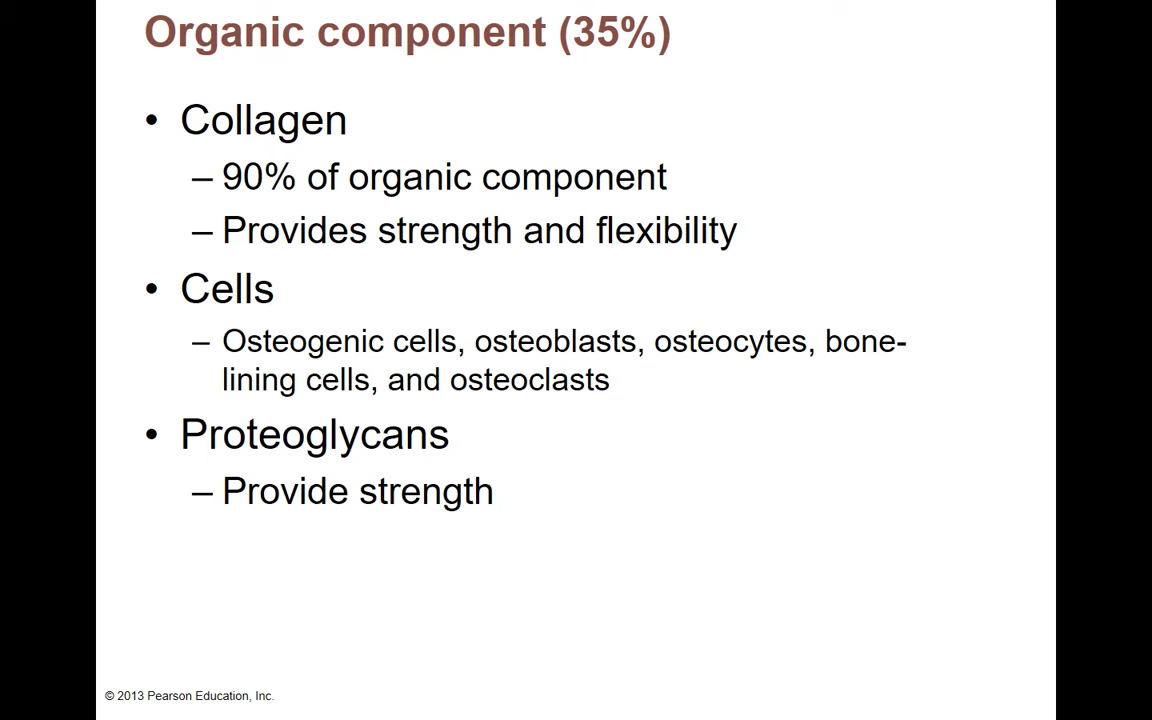 Organic component (35%)
• Collagen
– 90% of organic component
– Provides strength and flexibility
• Cells
– Osteogenic cells, osteoblasts, osteocytes, bone-
lining cells, and osteoclasts
• Proteoglycans
– Provide strength
© 2013 Pearson Education, Inc.